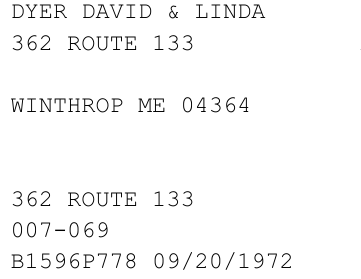 DYER DAVID & LINDA
362 ROUTE 133
WINTHROP ME 04364
362 ROUTE 133
007-069
B1596P778 09/20/1972